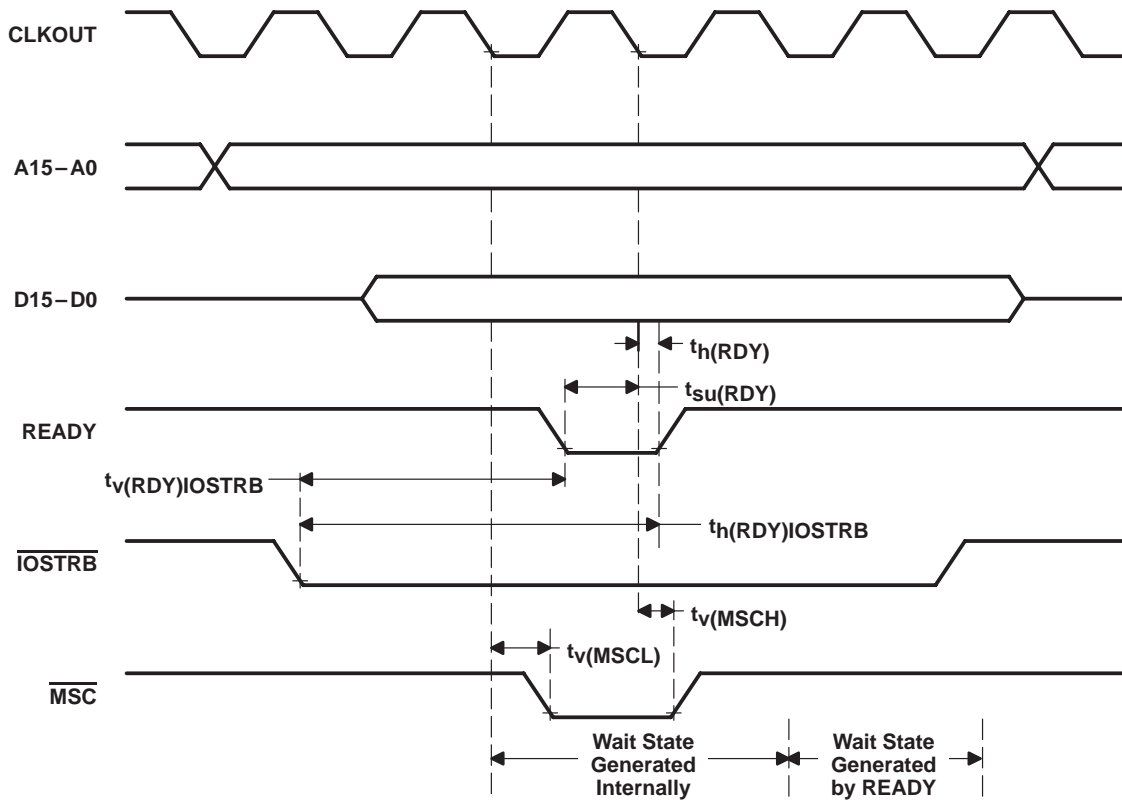 CLKOUT
A15–A0
D15–D0
th(RDY)
tsu(RDY)
READY
tv(RDY)IOSTRB
th(RDY)IOSTRB
IOSTRB
tv(MSCH)
tv(MSCL)
MSC
Wait State
Generated
Internally
Wait State
Generated
by READY